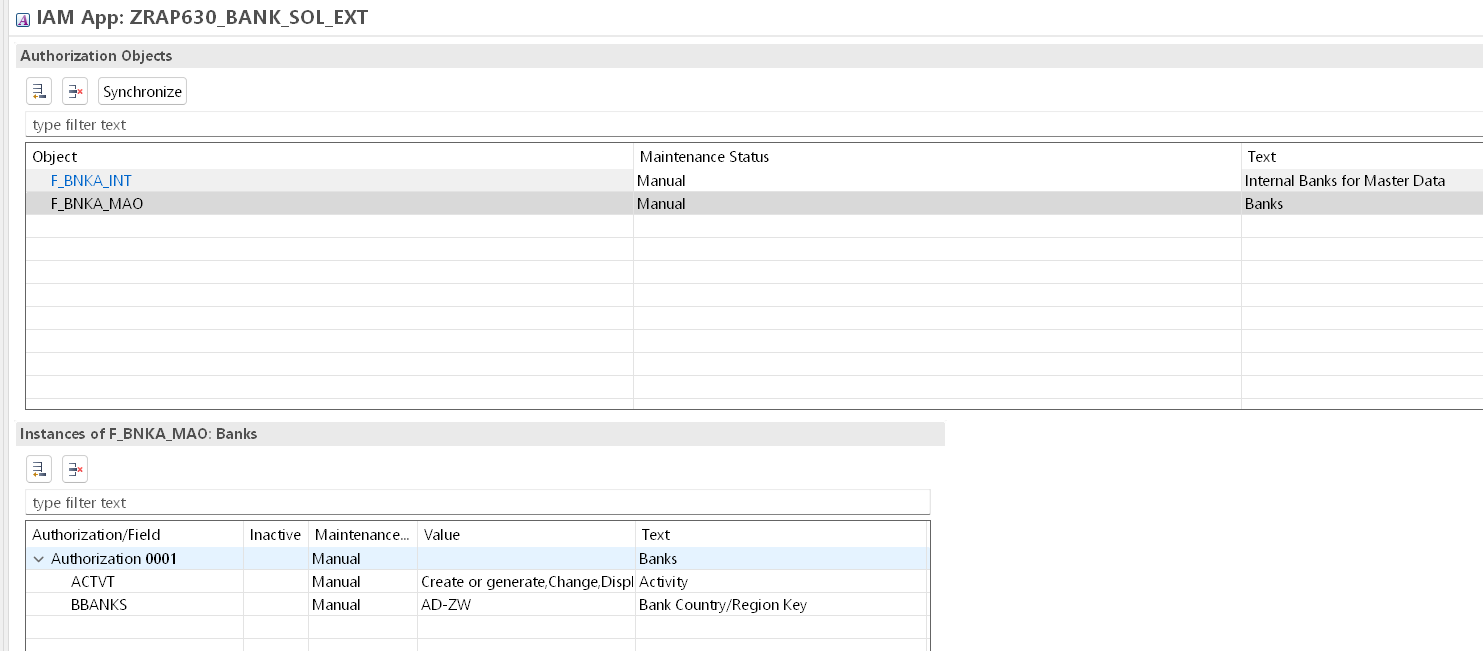 IAM App: ZRAP630_BANK_SOL_EXT
Authorization Objects
Synchronize
type filter text
Object Maintenance Status Text
F_BNKA_INT Manual Internal Banks for Master Data
F_BNKA_MAO Manual Banks
Instances of F_BNKA_MAO: Banks
type filter text
Authorization/Field Inactive Maintenance... Value Text
Authorization 0001 Manual Banks
ACTVT Manual Create or generate,Change,Displ Activity
BBANKS Manual AD-ZW Bank Country/Region Key